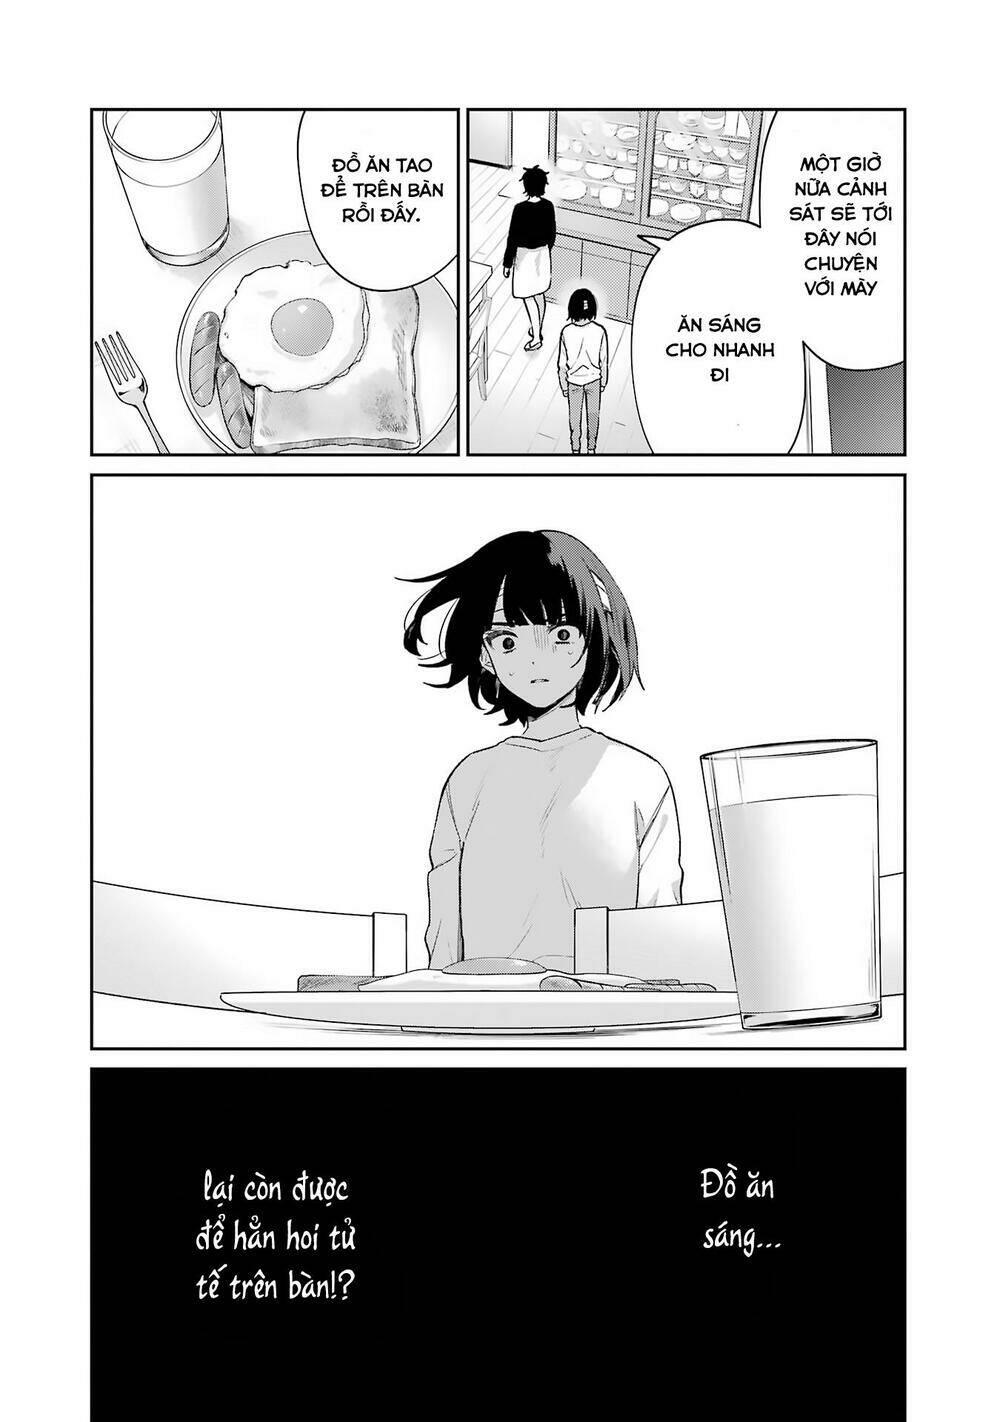 MỘT GIỜ
NỮA CẢNH
SÁT SẼ TỚI
ĐÂY NÓI
CHUYỆN
VỚI MÀY
ĂN SÁNG
CHO NHANH
ĐI
ĐỒ ĂN TAO
ĐỂ TRÊN BÀN
RỒI ĐẤY.
Đồ ăn
sáng...
lại còn được
để hẳn hoi tử
tế trên bàn!?